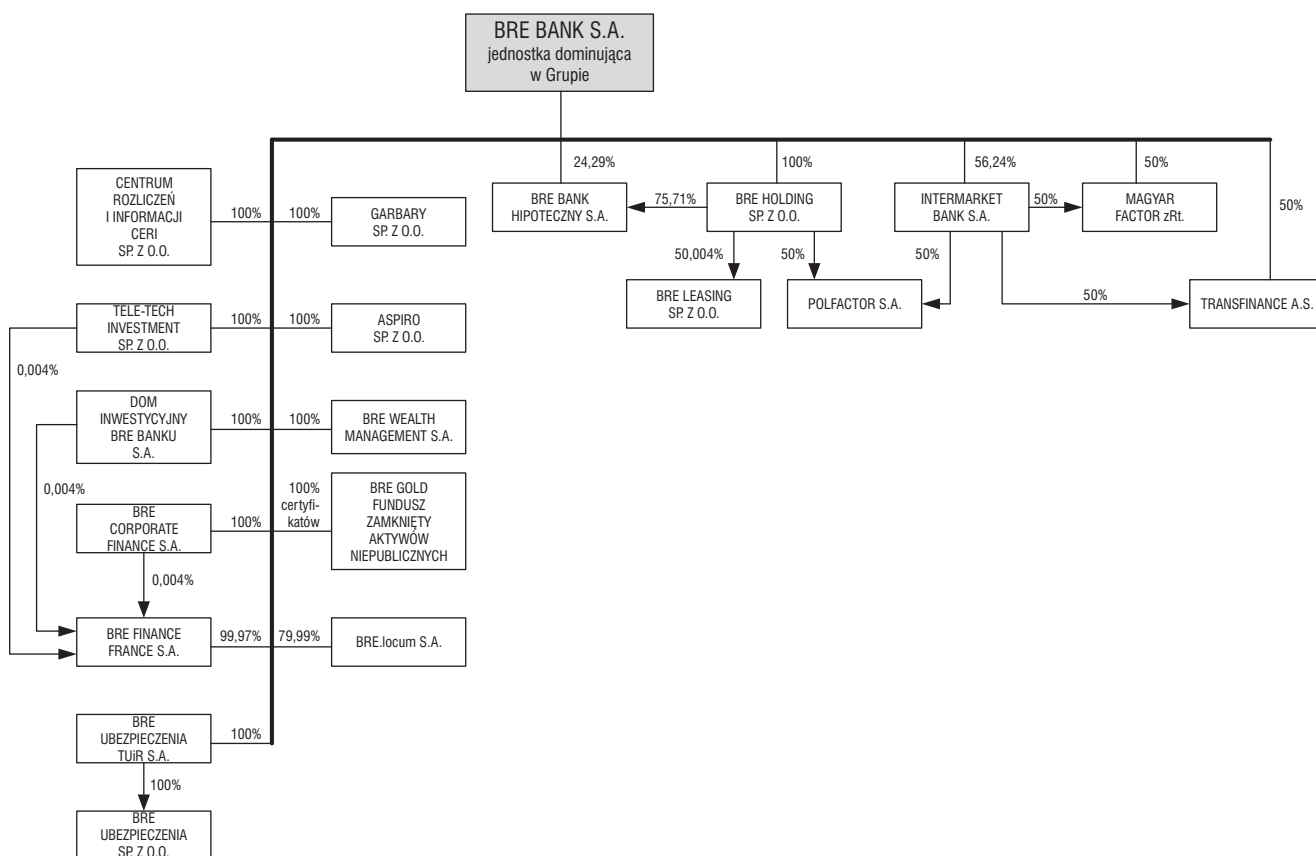 BRE BANK S.A.
jednostka dominująca
w Grupie
24,29%
100%
56,24%
50%
50%
BRE BANK
HIPOTECZNY S.A.
75,71%
BRE HOLDING
SP. Z O.O.
INTERMARKET
BANK S.A.
50%
MAGYAR
FACTOR zRt.
50,004%
50%
50%
BRE LEASING
SP. Z O.O.
POLFACTOR S.A.
50%
TRANSFINANCE A.S.
CENTRUM
ROZLICZEŃ
I INFORMACJI
CERI
SP. Z O.O.
100%
100%
GARBARY
SP. Z O.O.
TELE-TECH
INVESTMENT
SP. Z O.O.
100%
100%
ASPIRO
SP. Z O.O.
0,004%
DOM
INWESTYCYJNY
BRE BANKU
S.A.
100%
100%
BRE WEALTH
MANAGEMENT S.A.
0,004%
BRE
CORPORATE
FINANCE S.A.
100%
100%
certyfi-
katów
BRE GOLD
FUNDUSZ
ZAMKNIĘTY
AKTYWÓW
NIEPUBLICZNYCH
0,004%
BRE FINANCE
FRANCE S.A.
99,97%
79,99%
BRE.locum S.A.
BRE
UBEZPIECZENIA
TUiR S.A.
100%
100%
BRE
UBEZPIECZENIA
SP. Z O.O.